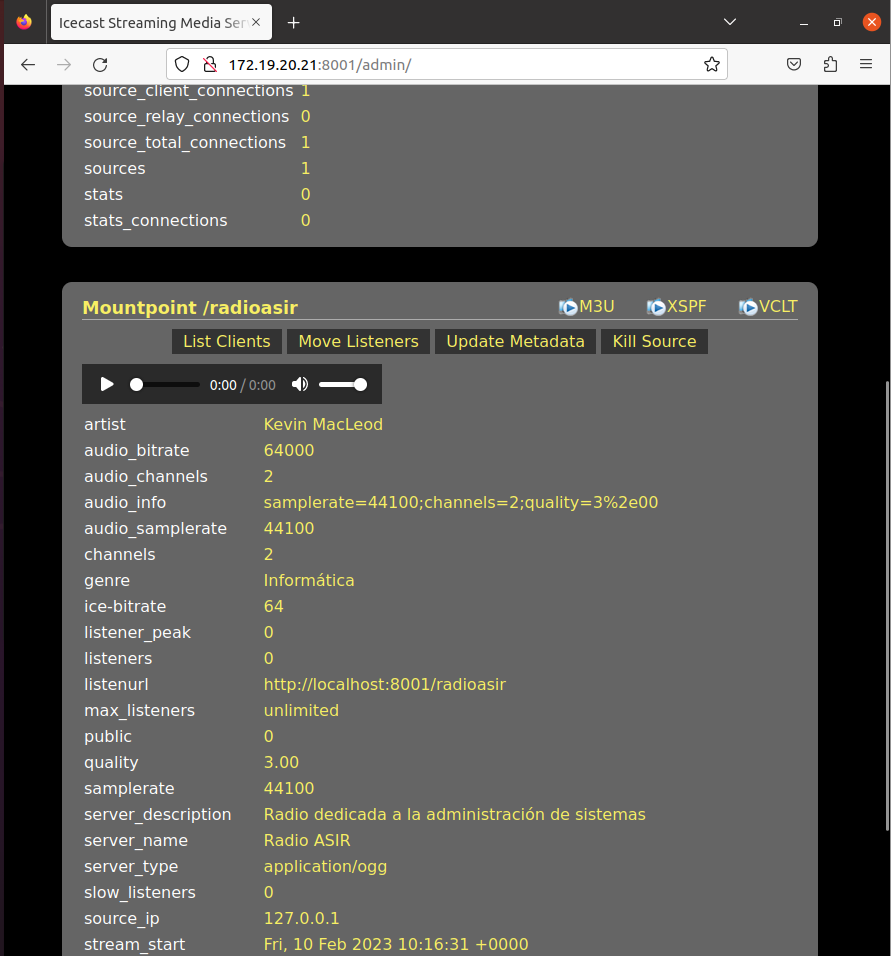 Icecast Streaming Media Ser
172.19.20.21:8001/admin/
source_client_connections 1
source_relay_connections 0
source_total_connections 1
sources 1
stats 0
stats_connections 0
Mountpoint /radioasir M3U XSPF VCLT
List Clients Move Listeners Update Metadata Kill Source
0:00 / 0:00
artist Kevin MacLeod
audio_bitrate 64000
audio_channels 2
audio_info samplerate=44100;channels=2;quality=3%2e00
audio_samplerate 44100
channels 2
genre Informática
ice-bitrate 64
listener_peak 0
listeners 0
listenurl http://localhost:8001/radioasir
max_listeners unlimited
public 0
quality 3.00
samplerate 44100
server_description Radio dedicada a la administración de sistemas
server_name Radio ASIR
server_type application/ogg
slow_listeners 0
source_ip 127.0.0.1
stream_start Fri, 10 Feb 2023 10:16:31 +0000